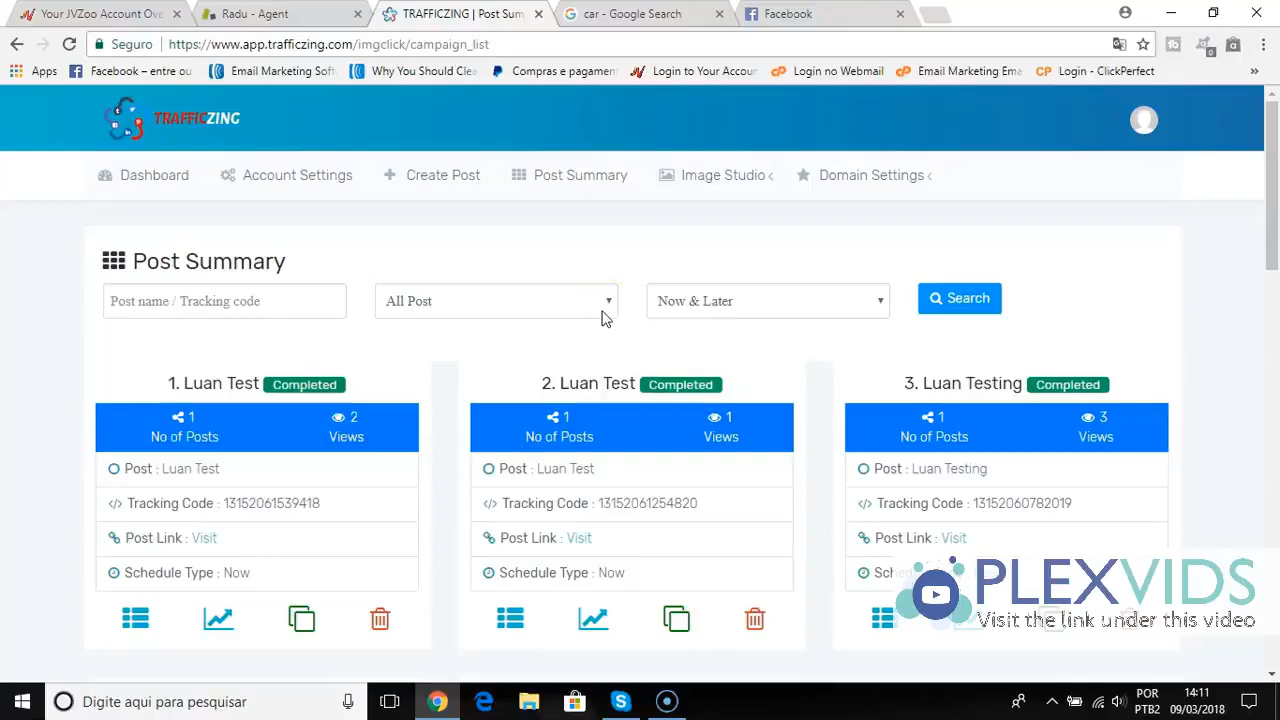 Your JVZoo Account Ove
Radu - Agent
TRAFFICZING | Post Sum
car - Google Search
Facebook
Seguro
https://www.app.trafficzing.com/imgclick/campaign_list
Apps
Facebook – entre ou
Email Marketing Soft
Why You Should Clea
Compras e pagament
Login to Your Accoun
Login no Webmail
Email Marketing Ema
Login - ClickPerfect
»
TRAFFICZING
Dashboard
Account Settings
Create Post
Post Summary
Image Studio
Domain Settings
Post Summary
Post name / Tracking code
All Post
Now & Later
Search
1. Luan Test Completed
1
2
No of Posts
Views
Post : Luan Test
Tracking Code : 13152061539418
Post Link : Visit
Schedule Type : Now
2. Luan Test Completed
1
1
No of Posts
Views
Post : Luan Test
Tracking Code : 13152061254820
Post Link : Visit
Schedule Type : Now
3. Luan Testing Completed
1
3
No of Posts
Views
Post : Luan Testing
Tracking Code : 13152060782019
Post Link : Visit
PLEXVIDS
Visit the link under this video
Digite aqui para pesquisar
POR
PTB2
14:11
09/03/2018